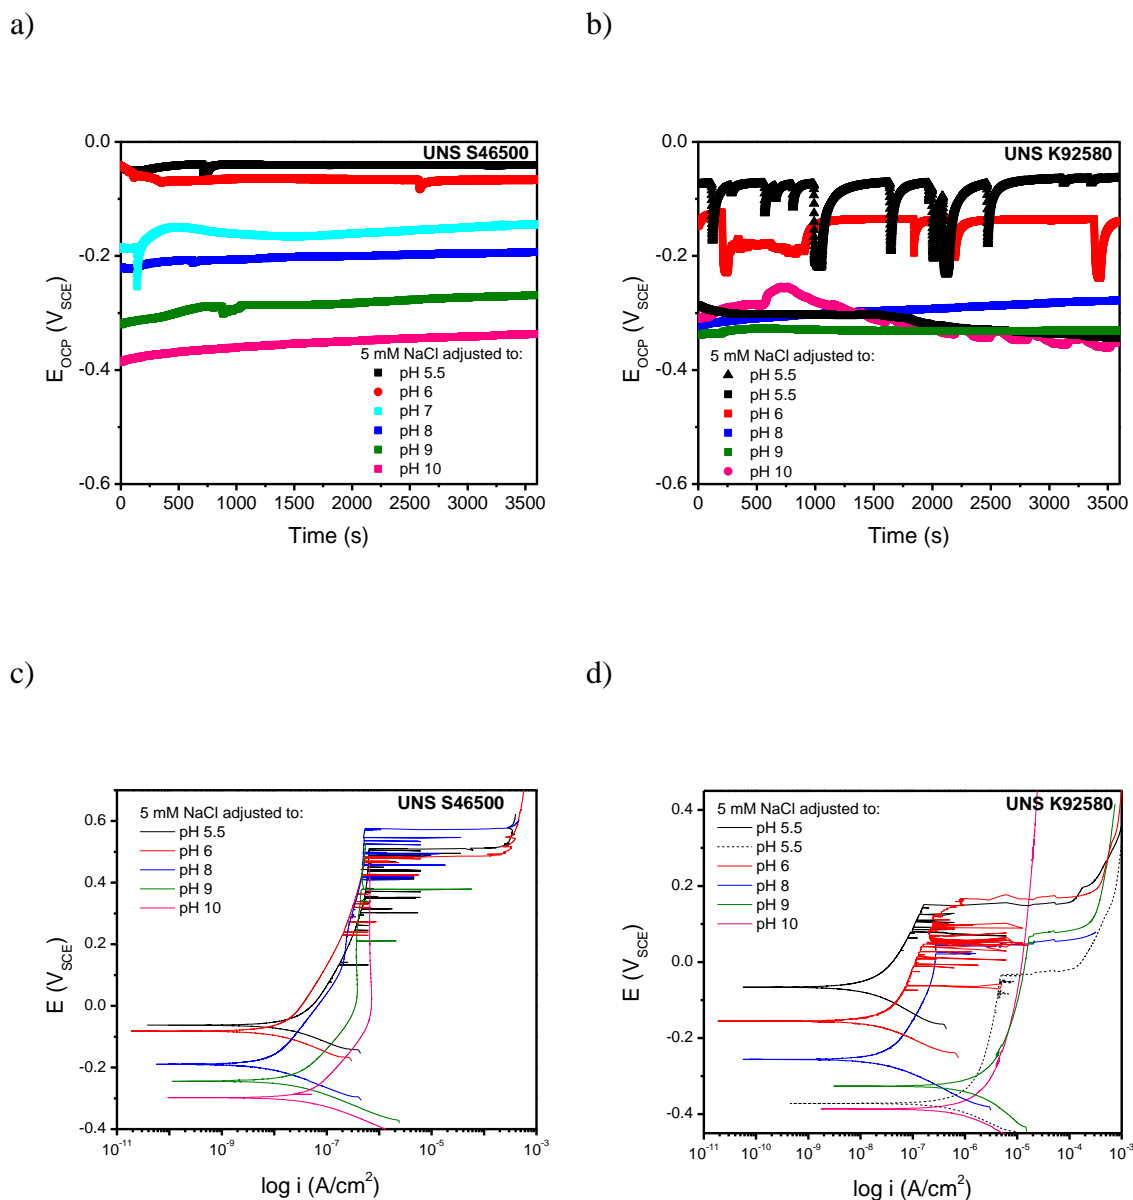 a)
b)
UNS S46500
0.0
-0.2
-0.4
-0.6
E_OCP (V_SCE)
5 mM NaCl adjusted to:
pH 5.5
pH 6
pH 7
pH 8
pH 9
pH 10
0 500 1000 1500 2000 2500 3000 3500
Time (s)
UNS K92580
0.0
-0.2
-0.4
-0.6
E_OCP (V_SCE)
5 mM NaCl adjusted to:
pH 5.5
pH 5.5
pH 6
pH 8
pH 9
pH 10
0 500 1000 1500 2000 2500 3000 3500
Time (s)
c)
d)
UNS S46500
5 mM NaCl adjusted to:
pH 5.5
pH 6
pH 8
pH 9
pH 10
0.6
0.4
0.2
0.0
-0.2
-0.4
E (V_SCE)
10^-11 10^-9 10^-7 10^-5 10^-3
log i (A/cm^2)
UNS K92580
5 mM NaCl adjusted to:
pH 5.5
pH 5.5
pH 6
pH 8
pH 9
pH 10
0.4
0.2
0.0
-0.2
-0.4
E (V_SCE)
10^-11 10^-10 10^-9 10^-8 10^-7 10^-6 10^-5 10^-4 10^-3
log i (A/cm^2)